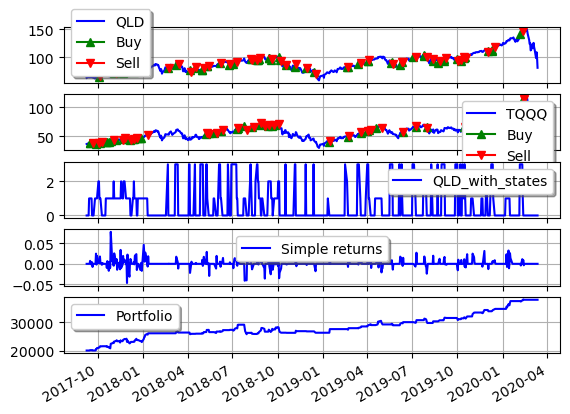 150
100
QLD
Buy
Sell
100
50
TQQQ
Buy
Sell
2
0
QLD_with_states
0.05
0.00
−0.05
Simple returns
30000
20000
Portfolio
2017-10 2018-01 2018-04 2018-07 2018-10 2019-01 2019-04 2019-07 2019-10 2020-01 2020-04